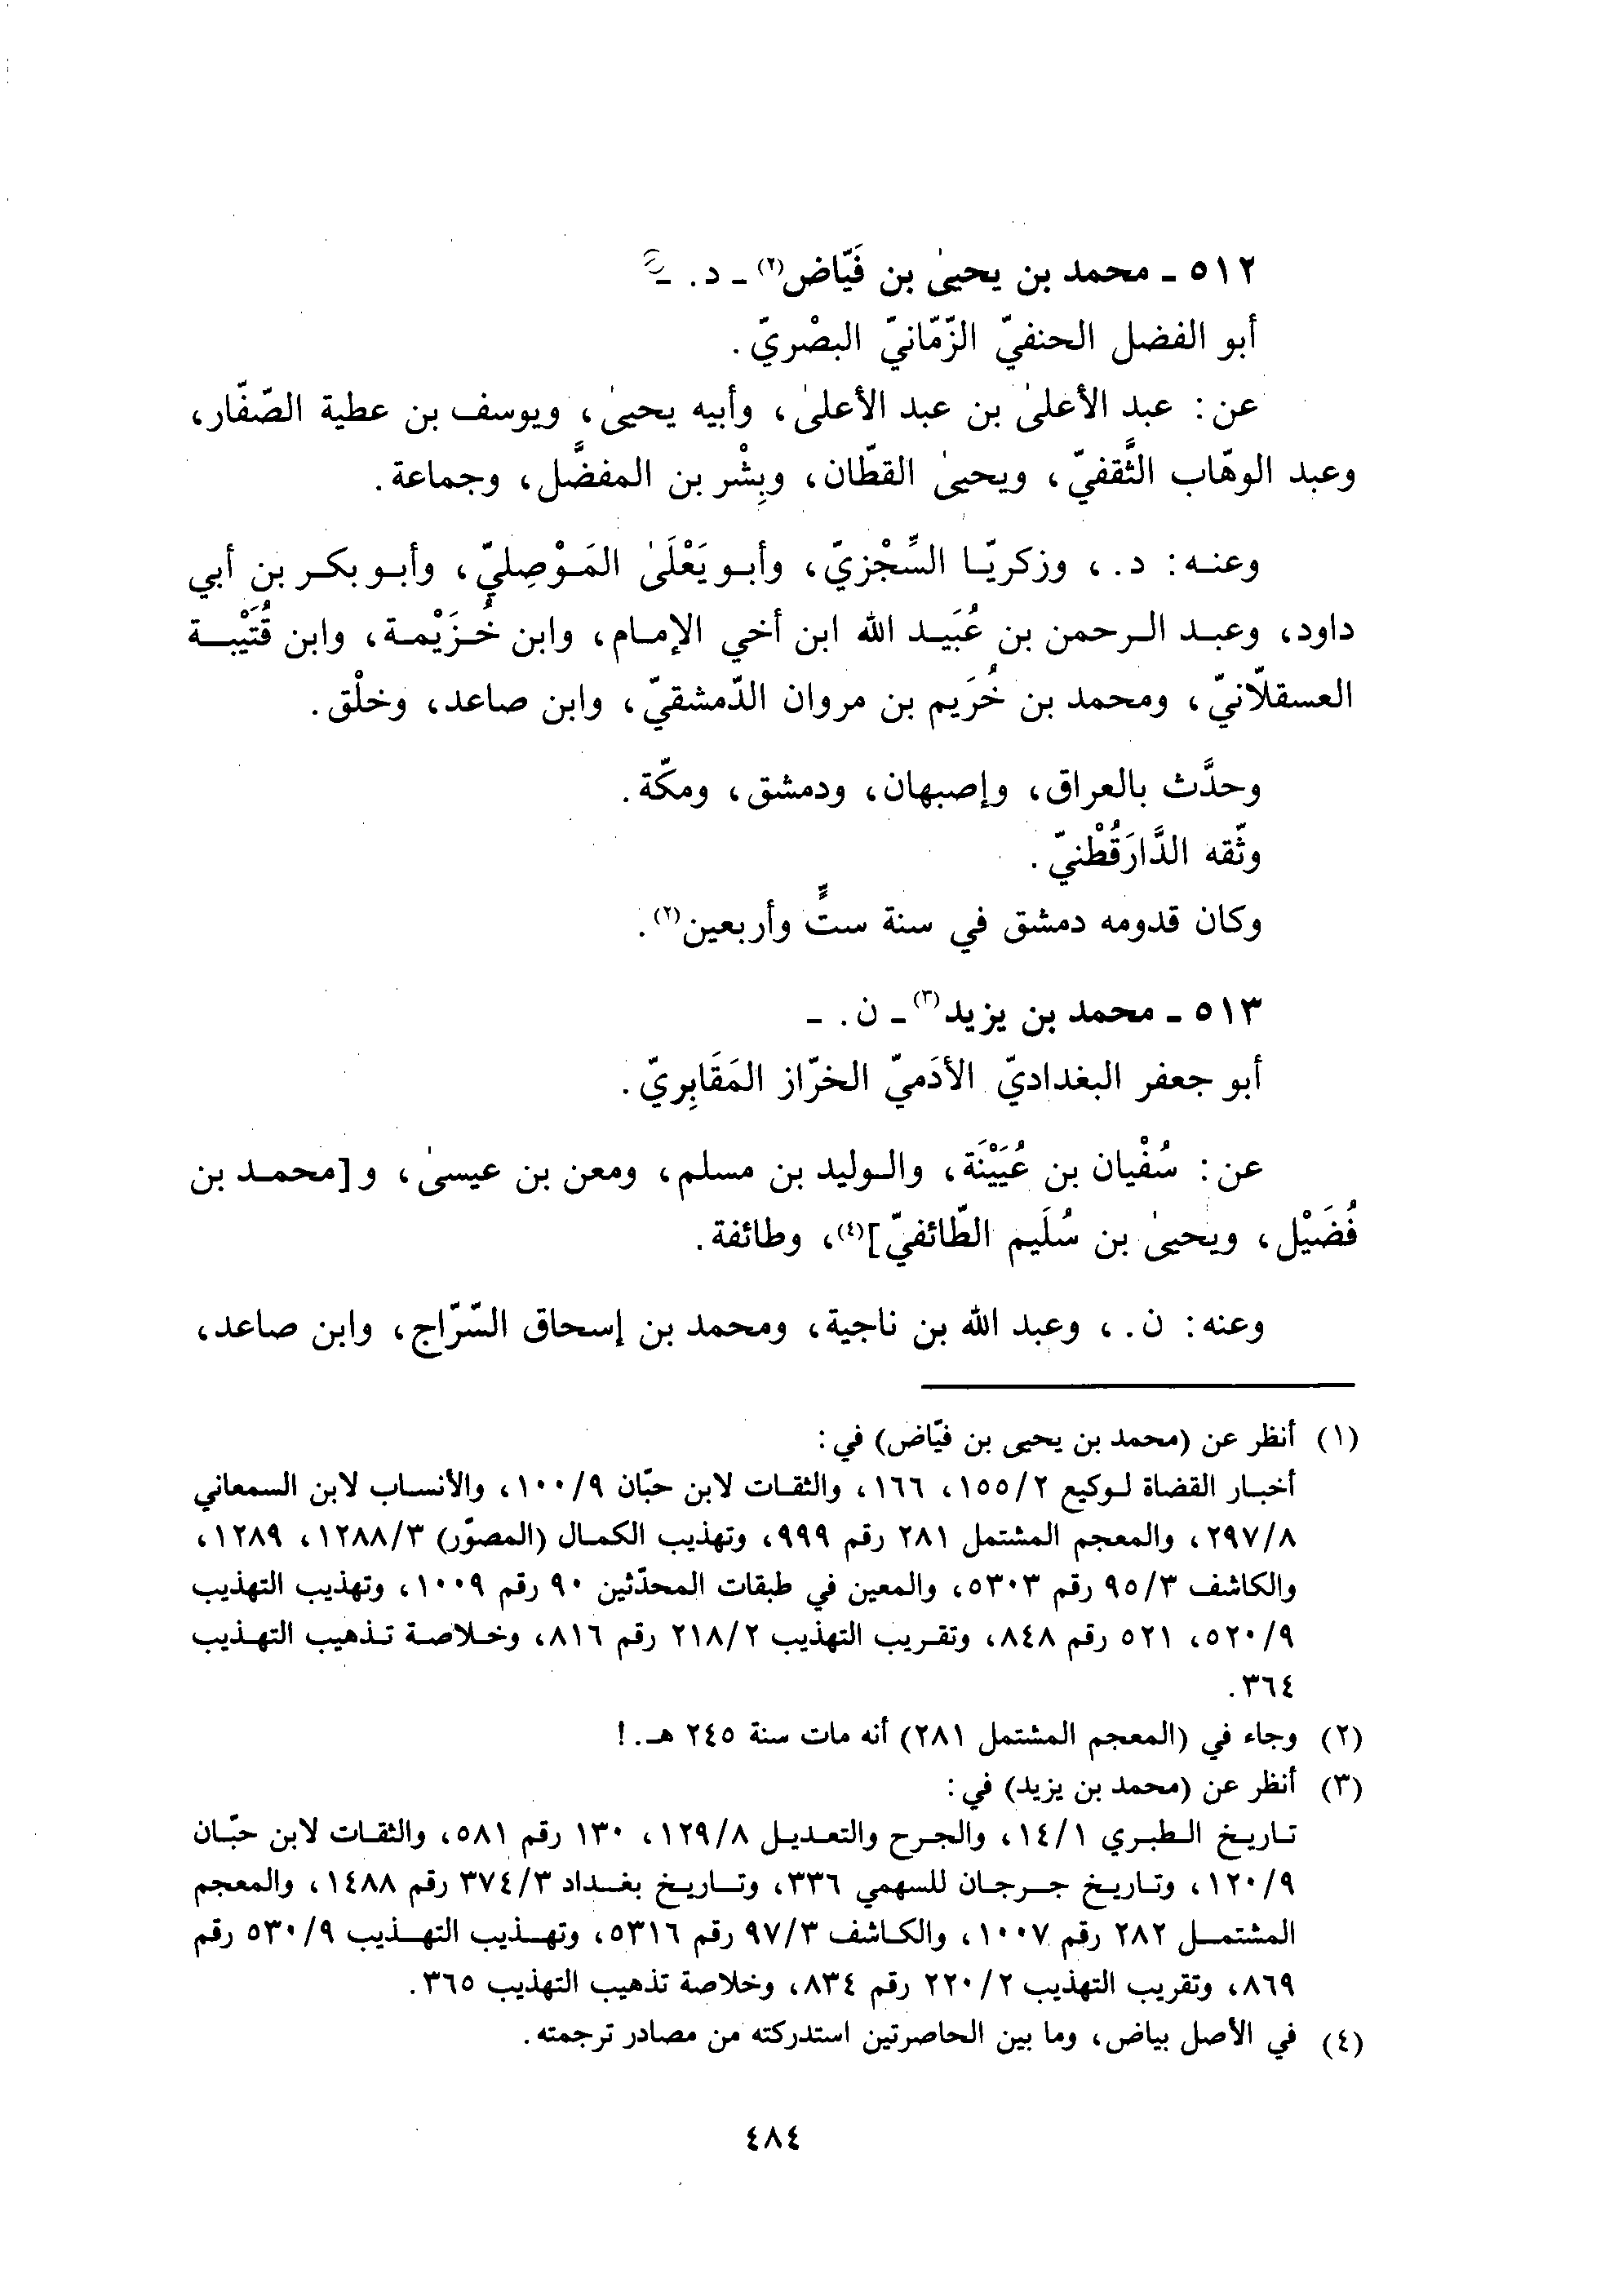 ٥١٢ ـ محمد بن يحيىٰ بن فَيّاض(٢) ـ د. ـ
أبو الفضل الحنفيّ الزّمّانيّ البصْريّ.
عن: عبد الأعلىٰ بن عبد الأعلىٰ، وأبيه يحيىٰ، ويوسف بن عطية الصّفّار،
وعبد الوهّاب الثَّقفيّ، ويحيىٰ القطّان، وبِشْر بن المفضَّل، وجماعة.
وعنه: د.، وزكريّا السِّجْزيّ، وأبو يَعْلَىٰ المَوْصِليّ، وأبو بكر بن أبي
داود، وعبد الرحمن بن عُبَيد الله ابن أخي الإمام، وابن خُزَيْمة، وابن قُتَيْبة
العسقلّانيّ، ومحمد بن خُرَيم بن مروان الدّمشقيّ، وابن صاعد، وخلْق.
وحدَّث بالعراق، وإصبهان، ودمشق، ومكّة.
وثّقه الدَّارَقُطْنيّ.
وكان قدومه دمشق في سنة ستٍّ وأربعين(٢).
٥١٣ ـ محمد بن يزيد(٣) ـ ن. ـ
أبو جعفر البغداديّ الأدَميّ الخرّاز المَقَابِريّ.
عن: سُفْيان بن عُيَيْنَة، والوليد بن مسلم، ومعن بن عيسىٰ، و[محمد بن
فُضَيْل، ويحيىٰ بن سُلَيم الطّائفيّ](٤)، وطائفة.
وعنه: ن.، وعبد الله بن ناجية، ومحمد بن إسحاق السّرّاج، وابن صاعد،
(١) أنظر عن (محمد بن يحيى بن فيّاض) في:
أخبار القضاة لوكيع ١٥٥/٢، ١٦٦، والثقات لابن حبّان ١٠٠/٩، والأنساب لابن السمعاني
٢٩٧/٨، والمعجم المشتمل ٢٨١ رقم ٩٩٩، وتهذيب الكمال (المصوّر) ١٢٨٨/٣، ١٢٨٩،
والكاشف ٩٥/٣ رقم ٥٣٠٣، والمعين في طبقات المحدّثين ٩٠ رقم ١٠٠٩، وتهذيب التهذيب
٥٢٠/٩، ٥٢١ رقم ٨٤٨، وتقريب التهذيب ٢١٨/٢ رقم ٨١٦، وخلاصة تذهيب التهذيب
٣٦٤.
(٢) وجاء في (المعجم المشتمل ٢٨١) أنه مات سنة ٢٤٥ هـ.!
(٣) أنظر عن (محمد بن يزيد) في:
تاريخ الطبري ١٤/١، والجرح والتعديل ١٢٩/٨، ١٣٠ رقم ٥٨١، والثقات لابن حبّان
١٢٠/٩، وتاريخ جرجان للسهمي ٣٣٦، وتاريخ بغداد ٣٧٤/٣ رقم ١٤٨٨، والمعجم
المشتمل ٢٨٢ رقم ١٠٠٧، والكاشف ٩٧/٣ رقم ٥٣١٦، وتهذيب التهذيب ٥٣٠/٩ رقم
٨٦٩، وتقريب التهذيب ٢٢٠/٢ رقم ٨٣٤، وخلاصة تذهيب التهذيب ٣٦٥.
(٤) في الأصل بياض، وما بين الحاصرتين استدركته من مصادر ترجمته.
٤٨٤